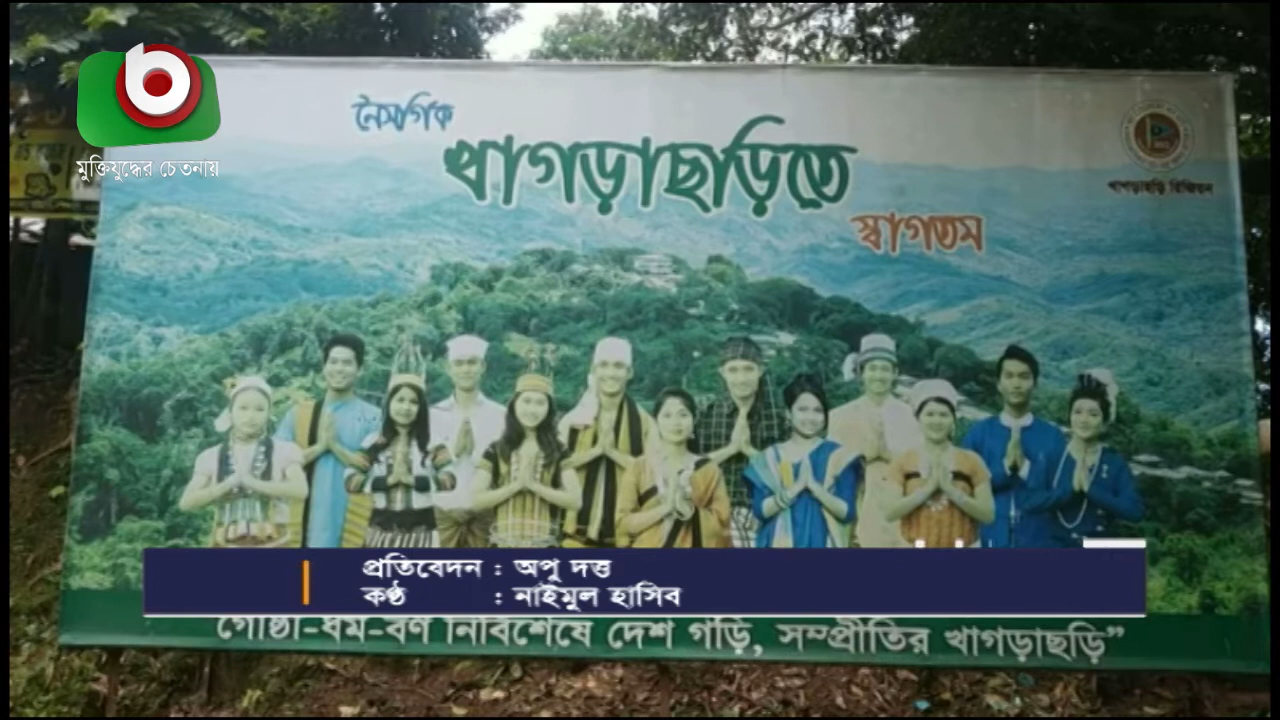 মুক্তিযুদ্ধের চেতনায়
নৈসর্গিক
খাগড়াছড়িতে
স্বাগতম
খাগড়াছড়ি রিজিয়ন
প্রতিবেদন : অপু দত্ত
কণ্ঠ : নাইমুল হাসিব
গোষ্ঠী-ধর্ম-বর্ণ নির্বিশেষে দেশ গড়ি, সম্প্রীতির খাগড়াছড়ি”